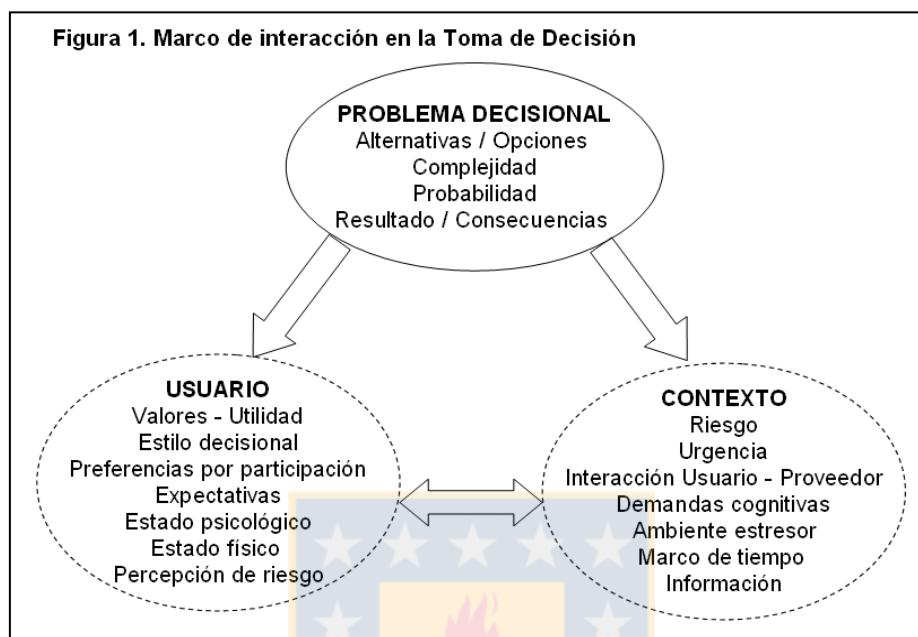 Figura 1. Marco de interacción en la Toma de Decisión
PROBLEMA DECISIONAL
Alternativas / Opciones
Complejidad
Probabilidad
Resultado / Consecuencias
USUARIO
Valores - Utilidad
Estilo decisional
Preferencias por participación
Expectativas
Estado psicológico
Estado físico
Percepción de riesgo
CONTEXTO
Riesgo
Urgencia
Interacción Usuario - Proveedor
Demandas cognitivas
Ambiente estresor
Marco de tiempo
Información